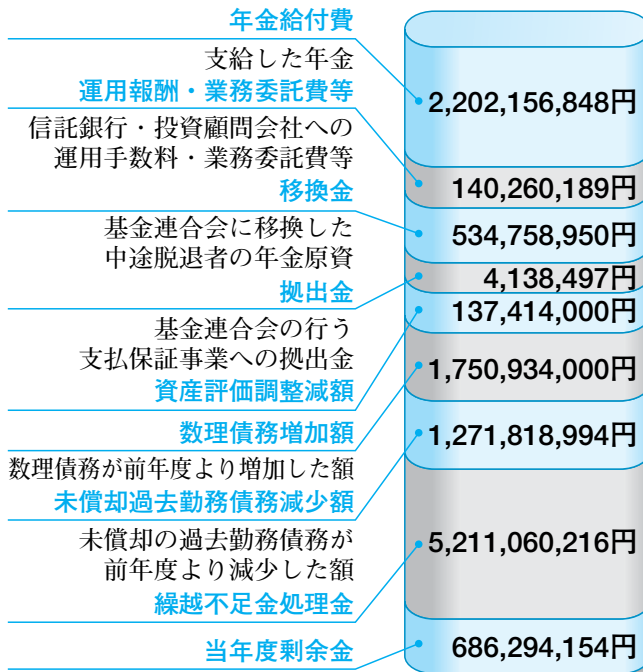 年金給付費
支給した年金
運用報酬・業務委託費等
信託銀行・投資顧問会社への
運用手数料・業務委託費等
移換金
基金連合会に移換した
中途脱退者の年金原資
拠出金
基金連合会の行う
支払保証事業への拠出金
資産評価調整減額
数理債務増加額
数理債務が前年度より増加した額
未償却過去勤務債務減少額
未償却の過去勤務債務が
前年度より減少した額
繰越不足金処理金
当年度剰余金
2,202,156,848円
140,260,189円
534,758,950円
4,138,497円
137,414,000円
1,750,934,000円
1,271,818,994円
5,211,060,216円
686,294,154円